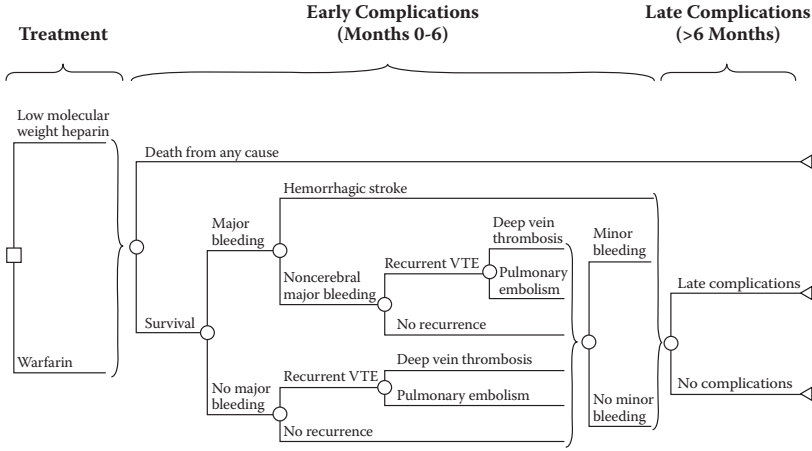 Treatment
Early Complications
(Months 0-6)
Late Complications
(>6 Months)
Low molecular
weight heparin
Warfarin
Death from any cause
Survival
Major
bleeding
No major
bleeding
Hemorrhagic stroke
Noncerebral
major bleeding
Recurrent VTE
Deep vein
thrombosis
Pulmonary
embolism
No recurrence
Recurrent VTE
Deep vein thrombosis
Pulmonary embolism
No recurrence
Minor
bleeding
No minor
bleeding
Late complications
No complications